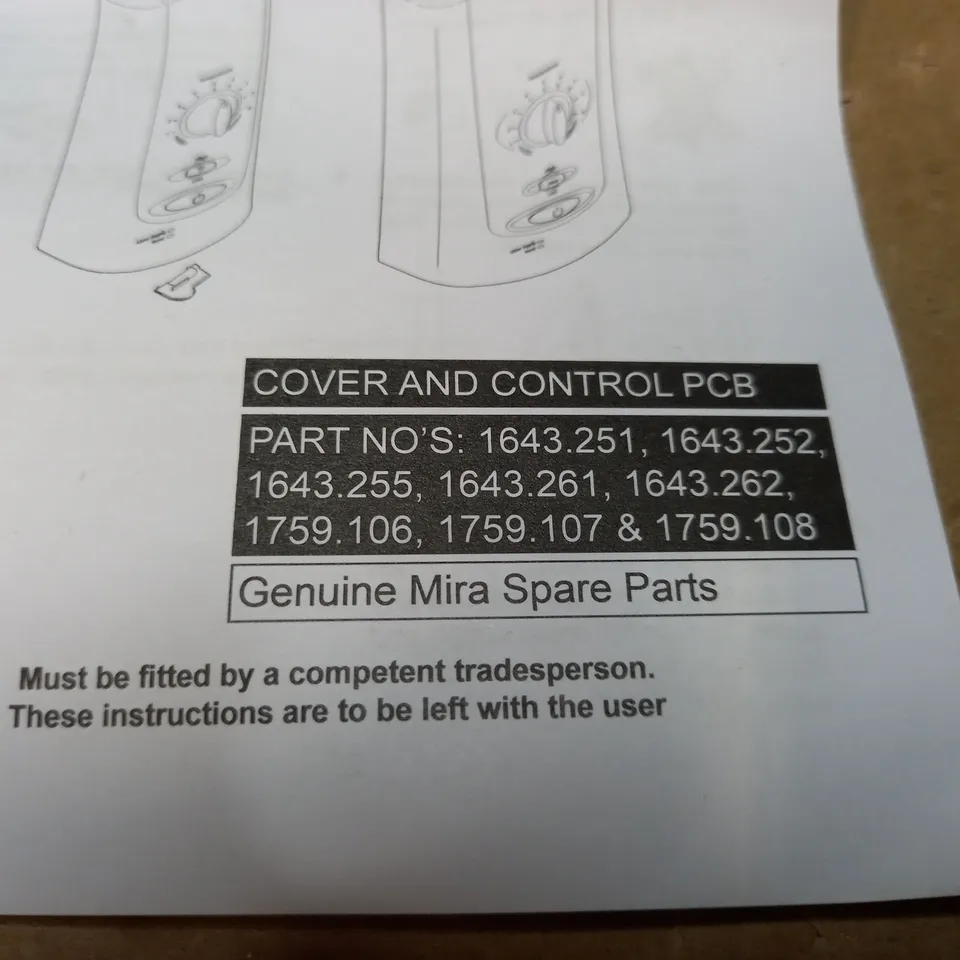 COVER AND CONTROL PCB
PART NO'S: 1643.251, 1643.252,
1643.255, 1643.261, 1643.262,
1759.106, 1759.107 & 1759.108
Genuine Mira Spare Parts
Must be fitted by a competent tradesperson.
These instructions are to be left with the user